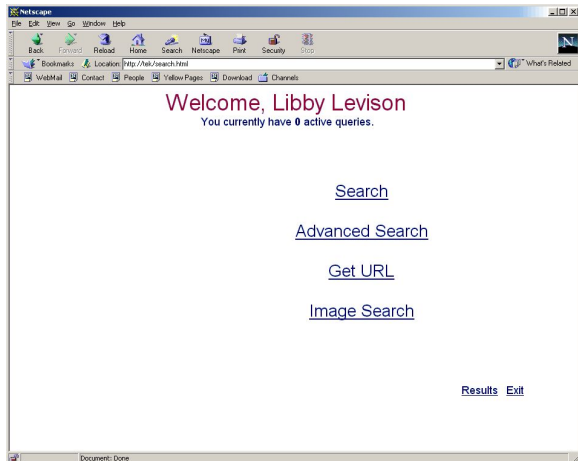 Netscape
File Edit View Go Window Help
Back Forward Reload Home Search Netscape Print Security Stop
Bookmarks Location: http://tek/search.html What's Related
WebMail Contact People Yellow Pages Download Channels
Welcome, Libby Levison
You currently have 0 active queries.
Search
Advanced Search
Get URL
Image Search
Results Exit
Document: Done